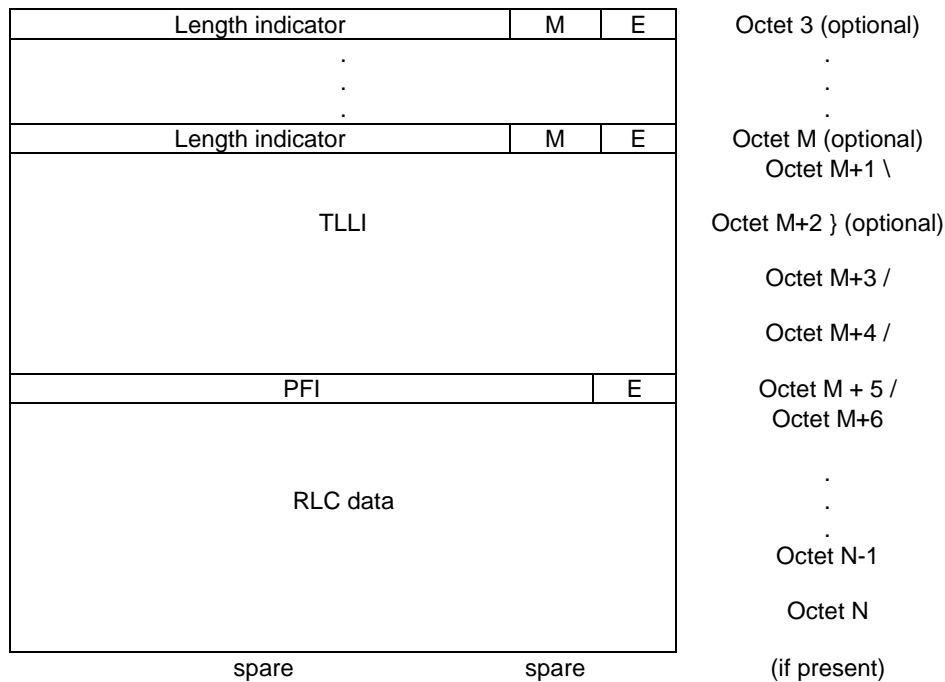 Length indicator M E Octet 3 (optional)
. .
. .
. .
Length indicator M E Octet M (optional)
Octet M+1 \
TLLI Octet M+2 } (optional)
Octet M+3 /
Octet M+4 /
PFI E Octet M + 5 /
Octet M+6
.
RLC data .
.
Octet N-1
Octet N
spare spare (if present)